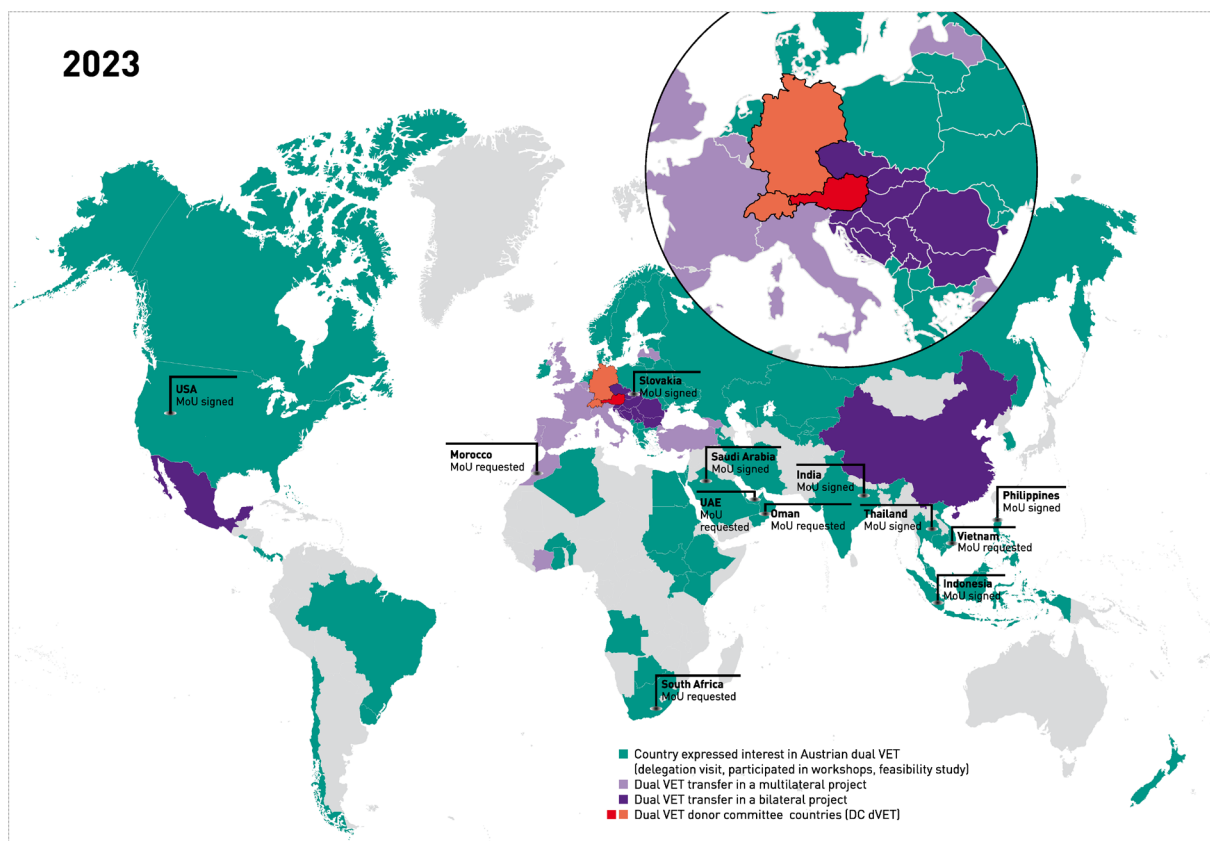 2023
USA
MoU signed
Slovakia
MoU signed
Morocco
MoU requested
Saudi Arabia
MoU signed
India
MoU signed
UAE
MoU
requested
Oman
MoU requested
Thailand
MoU signed
Philippines
MoU signed
Vietnam
MoU requested
Indonesia
MoU signed
South Africa
MoU requested
Country expressed interest in Austrian dual VET
(delegation visit, participated in workshops, feasibility study)
Dual VET transfer in a multilateral project
Dual VET transfer in a bilateral project
Dual VET donor committee countries (DC dVET)